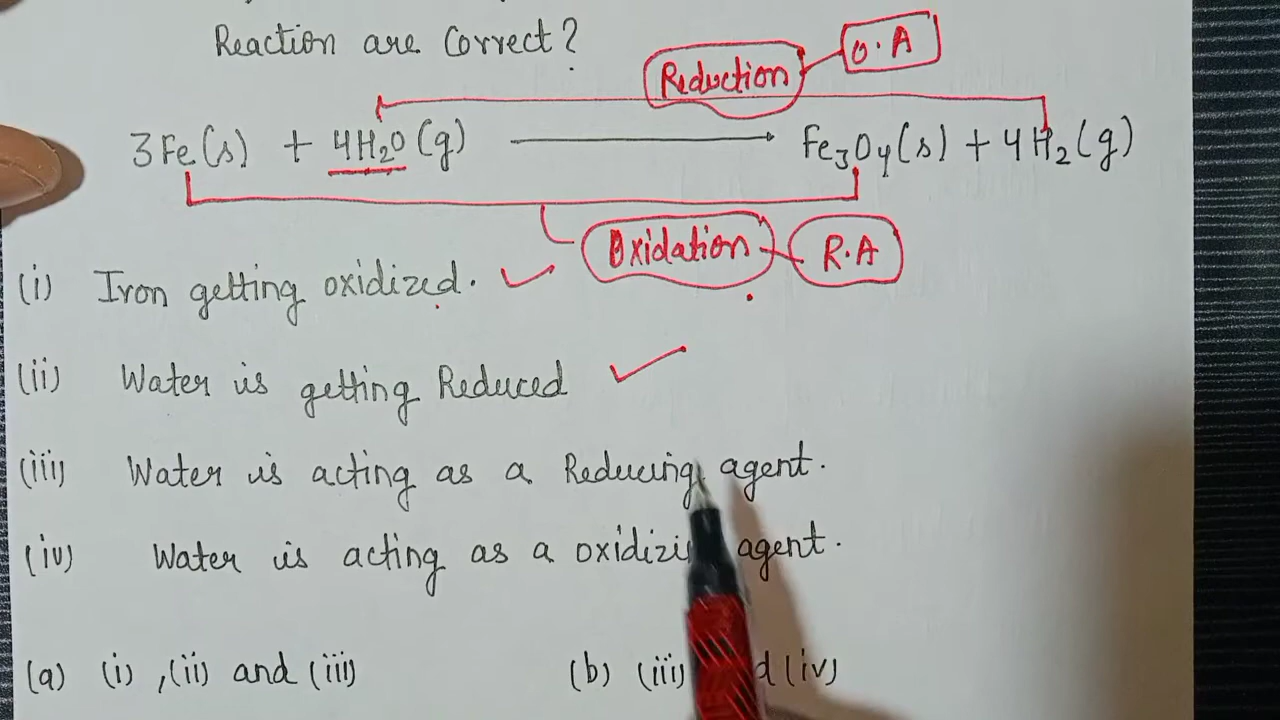 Reaction are Correct?
Reduction O.A
3Fe(s) + 4H₂O(g) → Fe₃O₄(s) + 4H₂(g)
Oxidation R.A
(i) Iron getting oxidized.
(ii) Water is getting Reduced
(iii) Water is acting as a Reducing agent.
(iv) Water is acting as a agent.
(a) (i), (ii) and (iii)
(b) (iii) (iv)